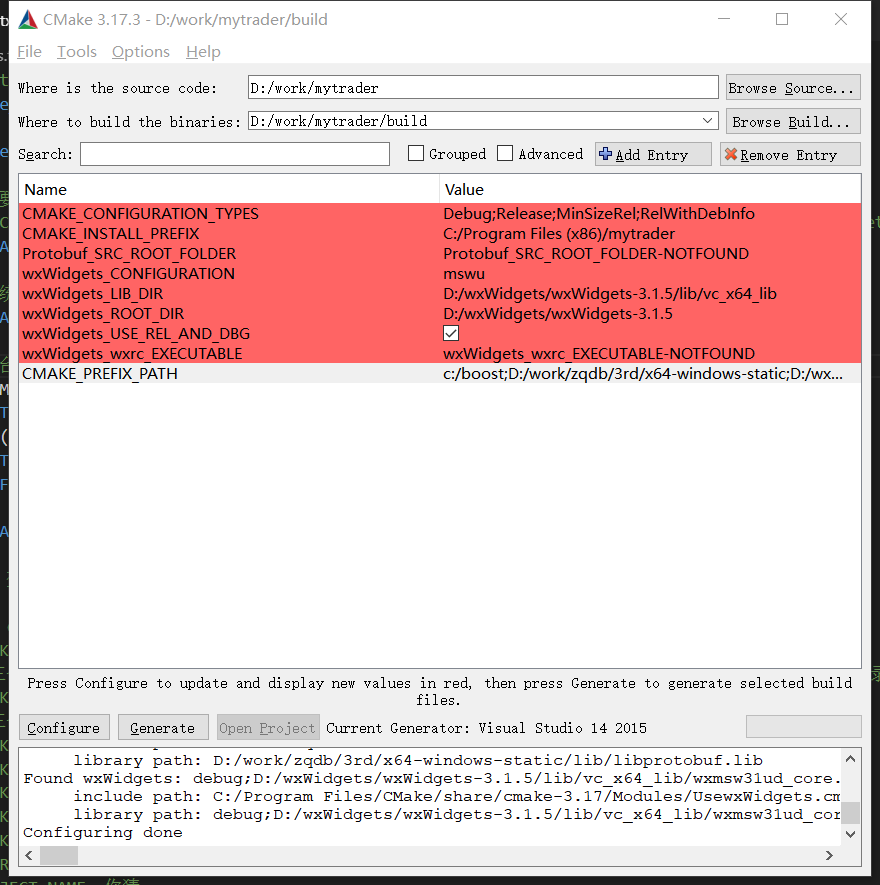 CMake 3.17.3 - D:/work/mytrader/build
File Tools Options Help
Where is the source code: D:/work/mytrader Browse Source...
Where to build the binaries: D:/work/mytrader/build Browse Build...
Search: Grouped Advanced Add Entry Remove Entry
Name Value
CMAKE_CONFIGURATION_TYPES Debug;Release;MinSizeRel;RelWithDebInfo
CMAKE_INSTALL_PREFIX C:/Program Files (x86)/mytrader
Protobuf_SRC_ROOT_FOLDER Protobuf_SRC_ROOT_FOLDER-NOTFOUND
wxWidgets_CONFIGURATION mswu
wxWidgets_LIB_DIR D:/wxWidgets/wxWidgets-3.1.5/lib/vc_x64_lib
wxWidgets_ROOT_DIR D:/wxWidgets/wxWidgets-3.1.5
wxWidgets_USE_REL_AND_DBG
wxWidgets_wxrc_EXECUTABLE wxWidgets_wxrc_EXECUTABLE-NOTFOUND
CMAKE_PREFIX_PATH c:/boost;D:/work/zqdb/3rd/x64-windows-static;D:/wx...
Press Configure to update and display new values in red, then press Generate to generate selected build
files.
Configure Generate Open Project Current Generator: Visual Studio 14 2015
library path: D:/work/zqdb/3rd/x64-windows-static/lib/libprotobuf.lib
Found wxWidgets: debug;D:/wxWidgets/wxWidgets-3.1.5/lib/vc_x64_lib/wxmsw31ud_core.
include path: C:/Program Files/CMake/share/cmake-3.17/Modules/UsewxWidgets.cm
library path: debug;D:/wxWidgets/wxWidgets-3.1.5/lib/vc_x64_lib/wxmsw31ud_cor
Configuring done